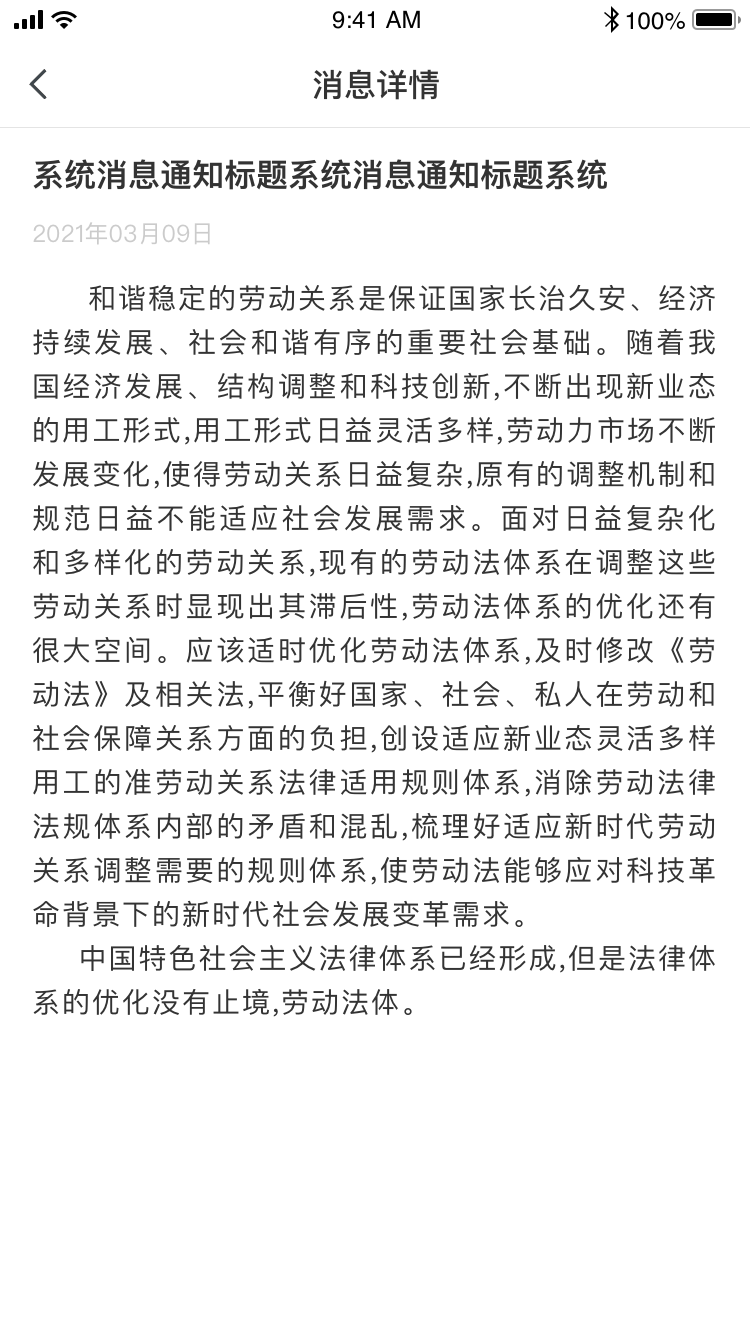 9:41 AM
100%
消息详情
系统消息通知标题系统消息通知标题系统
2021年03月09日
和谐稳定的劳动关系是保证国家长治久安、经济
持续发展、社会和谐有序的重要社会基础。随着我
国经济发展、结构调整和科技创新,不断出现新业态
的用工形式,用工形式日益灵活多样,劳动力市场不断
发展变化,使得劳动关系日益复杂,原有的调整机制和
规范日益不能适应社会发展需求。面对日益复杂化
和多样化的劳动关系,现有的劳动法体系在调整这些
劳动关系时显现出其滞后性,劳动法体系的优化还有
很大空间。应该适时优化劳动法体系,及时修改《劳
动法》及相关法,平衡好国家、社会、私人在劳动和
社会保障关系方面的负担,创设适应新业态灵活多样
用工的准劳动关系法律适用规则体系,消除劳动法律
法规体系内部的矛盾和混乱,梳理好适应新时代劳动
关系调整需要的规则体系,使劳动法能够应对科技革
命背景下的新时代社会发展变革需求。
中国特色社会主义法律体系已经形成,但是法律体
系的优化没有止境,劳动法体。